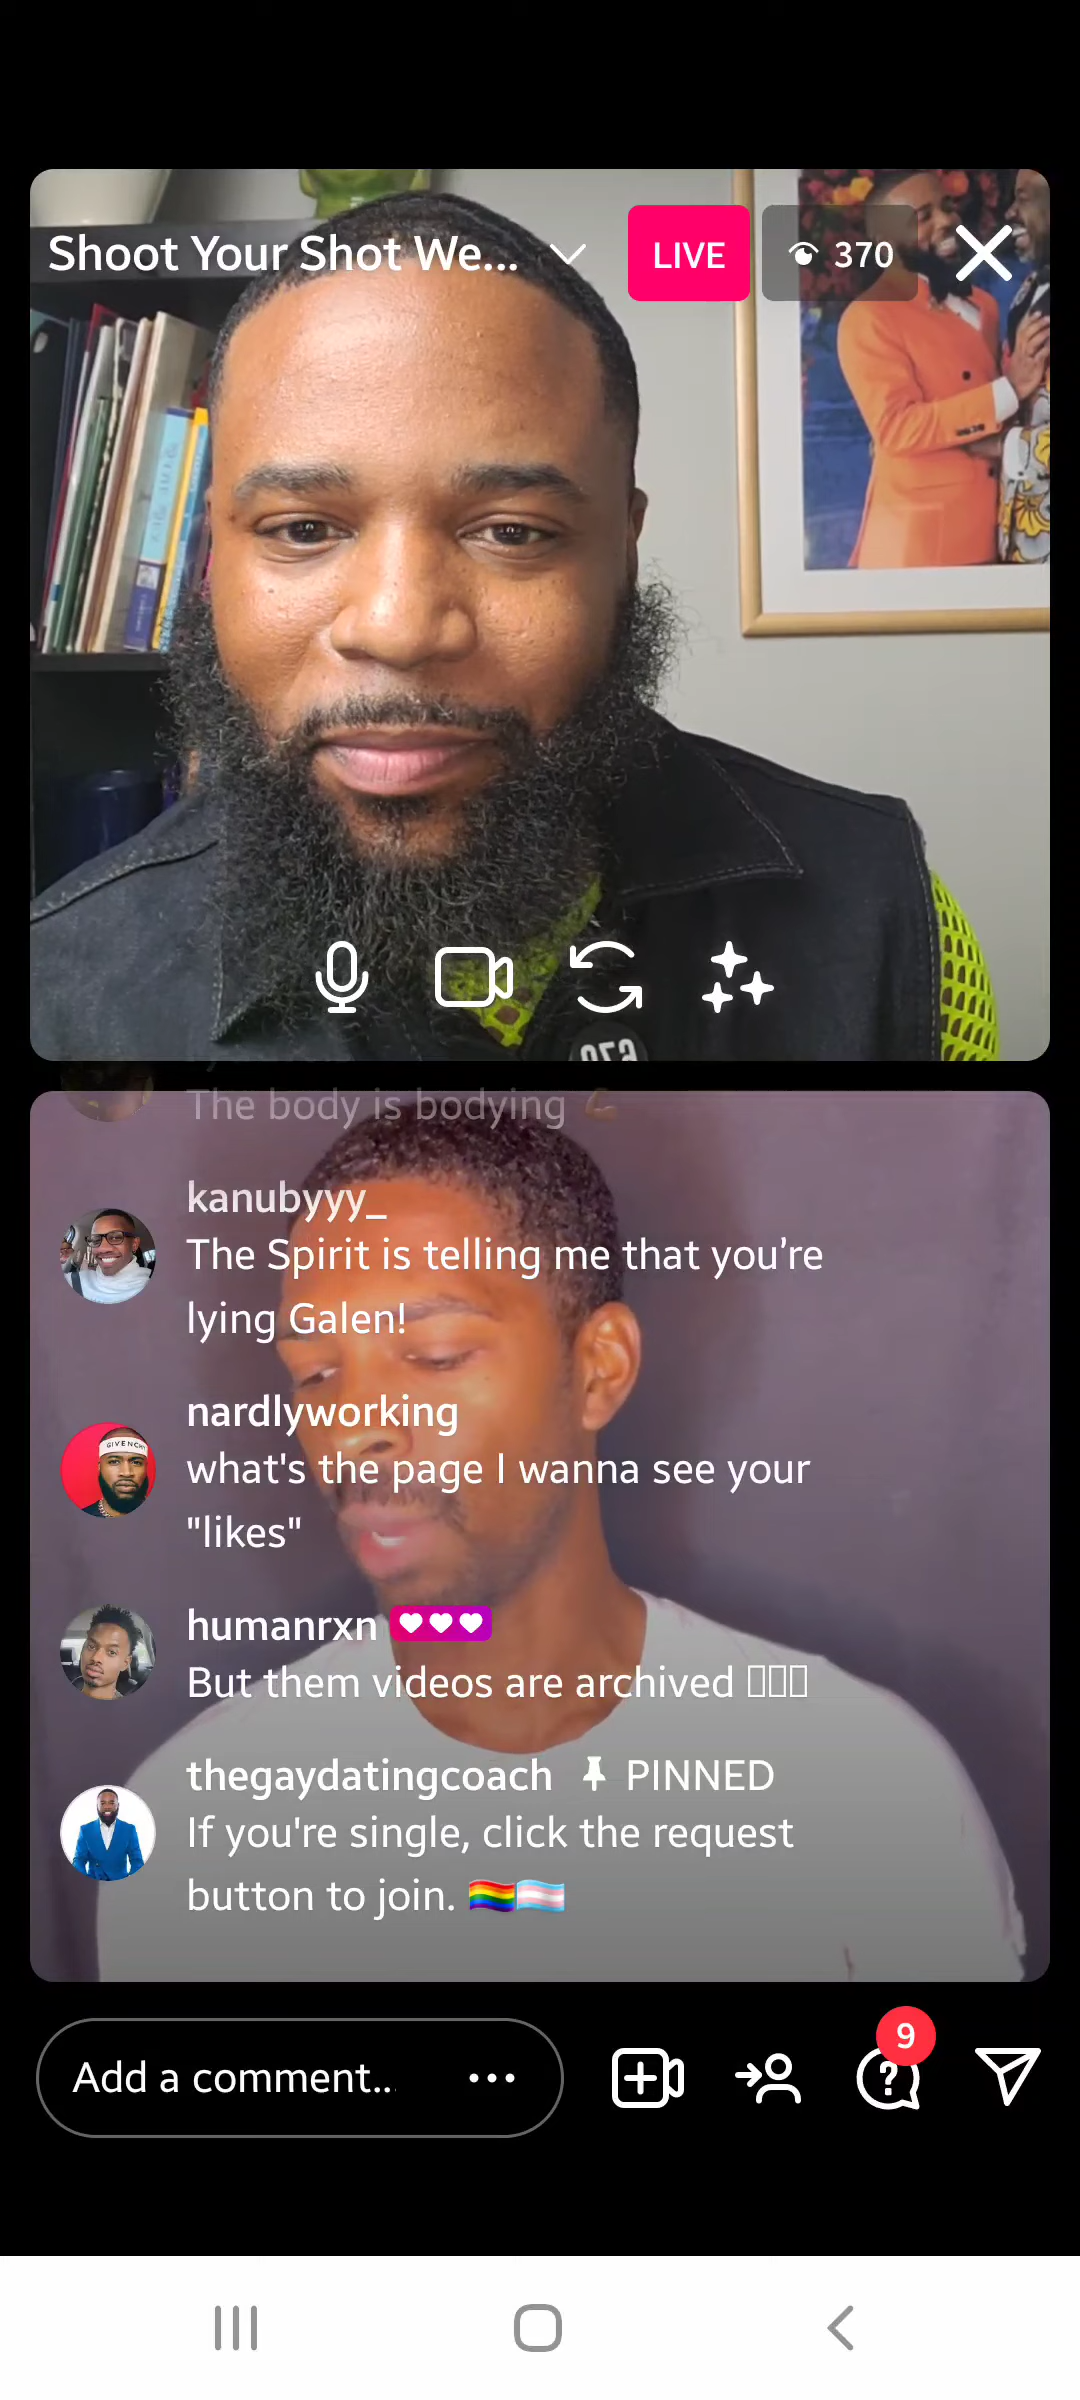 Shoot Your Shot We...
LIVE
370
The body is bodying 💪
kanubyyy_
The Spirit is telling me that you’re
lying Galen!
nardlyworking
what's the page I wanna see your
"likes"
humanrxn
But them videos are archived
thegaydatingcoach PINNED
If you're single, click the request
button to join. 🏳️‍🌈🏳️‍⚧️
Add a comment...
9